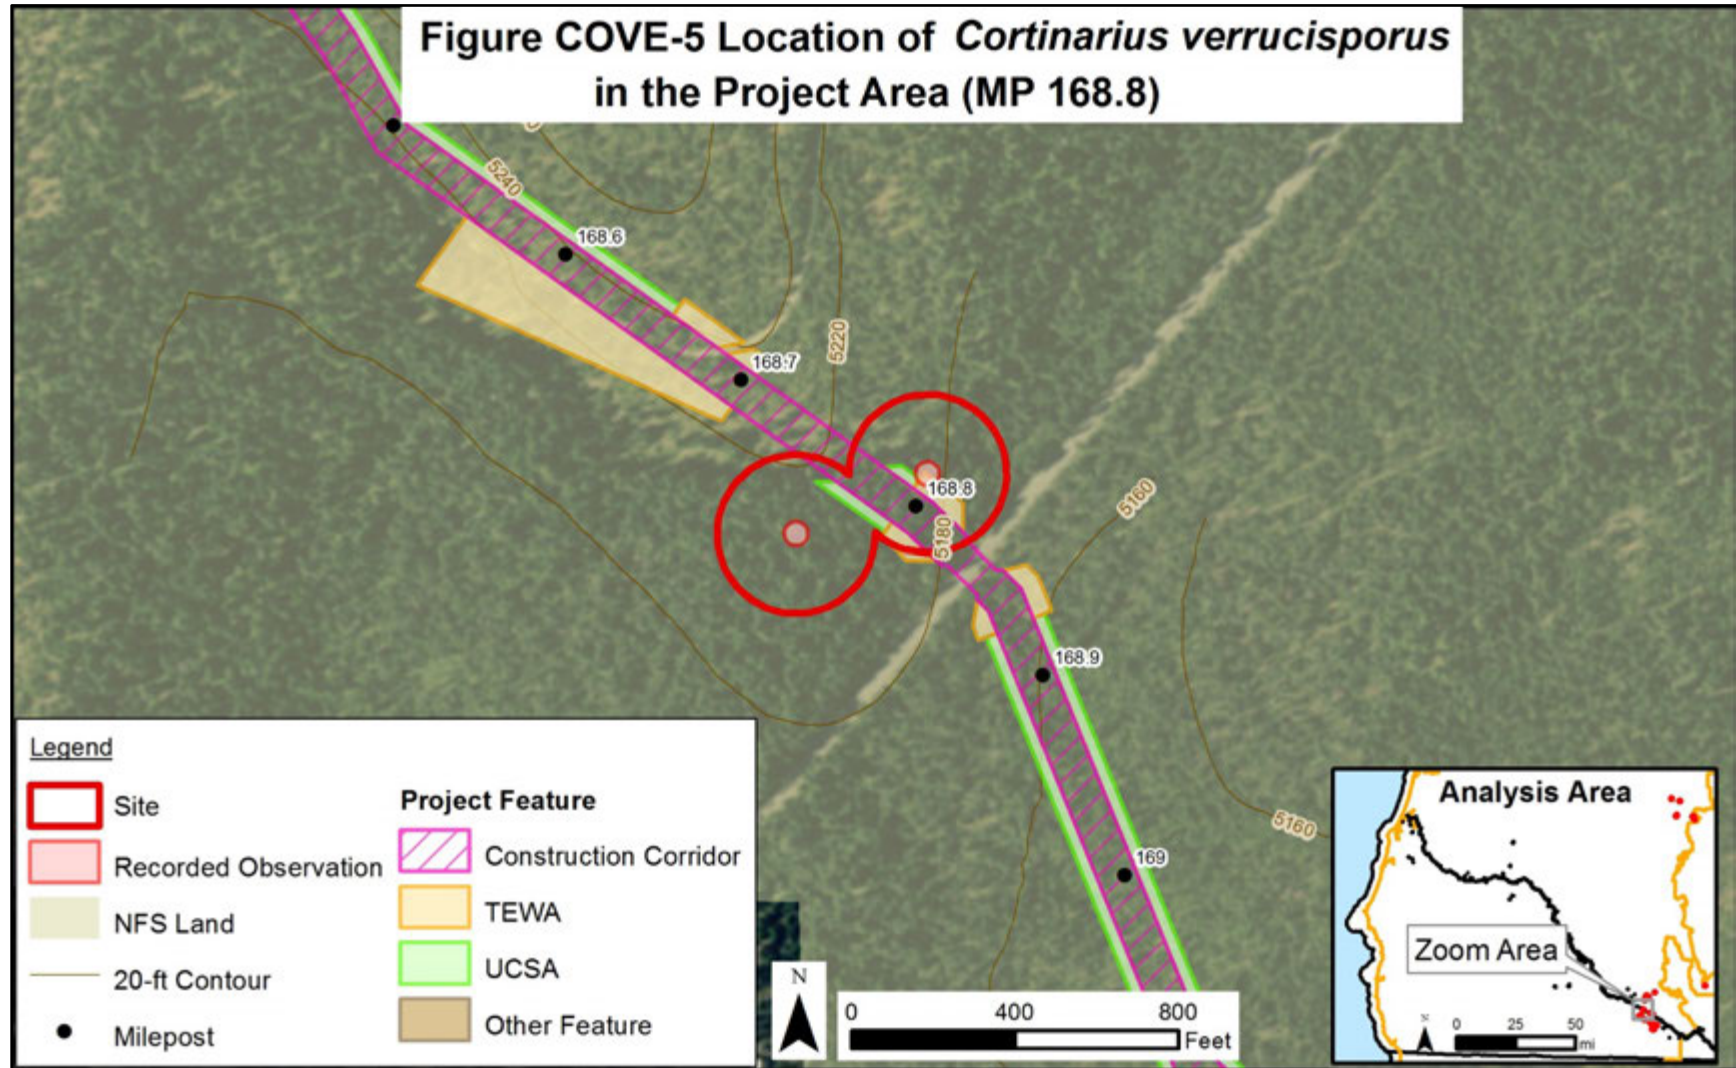 Figure COVE-5 Location of Cortinarius verrucisporus
in the Project Area (MP 168.8)
5240
168.6
168.7
5220
168.8
5180
5160
168.9
5160
169
Legend
Site
Recorded Observation
NFS Land
20-ft Contour
Milepost
Project Feature
Construction Corridor
TEWA
UCSA
Other Feature
N
0 400 800
Feet
Analysis Area
Zoom Area
N
0 25 50
mi